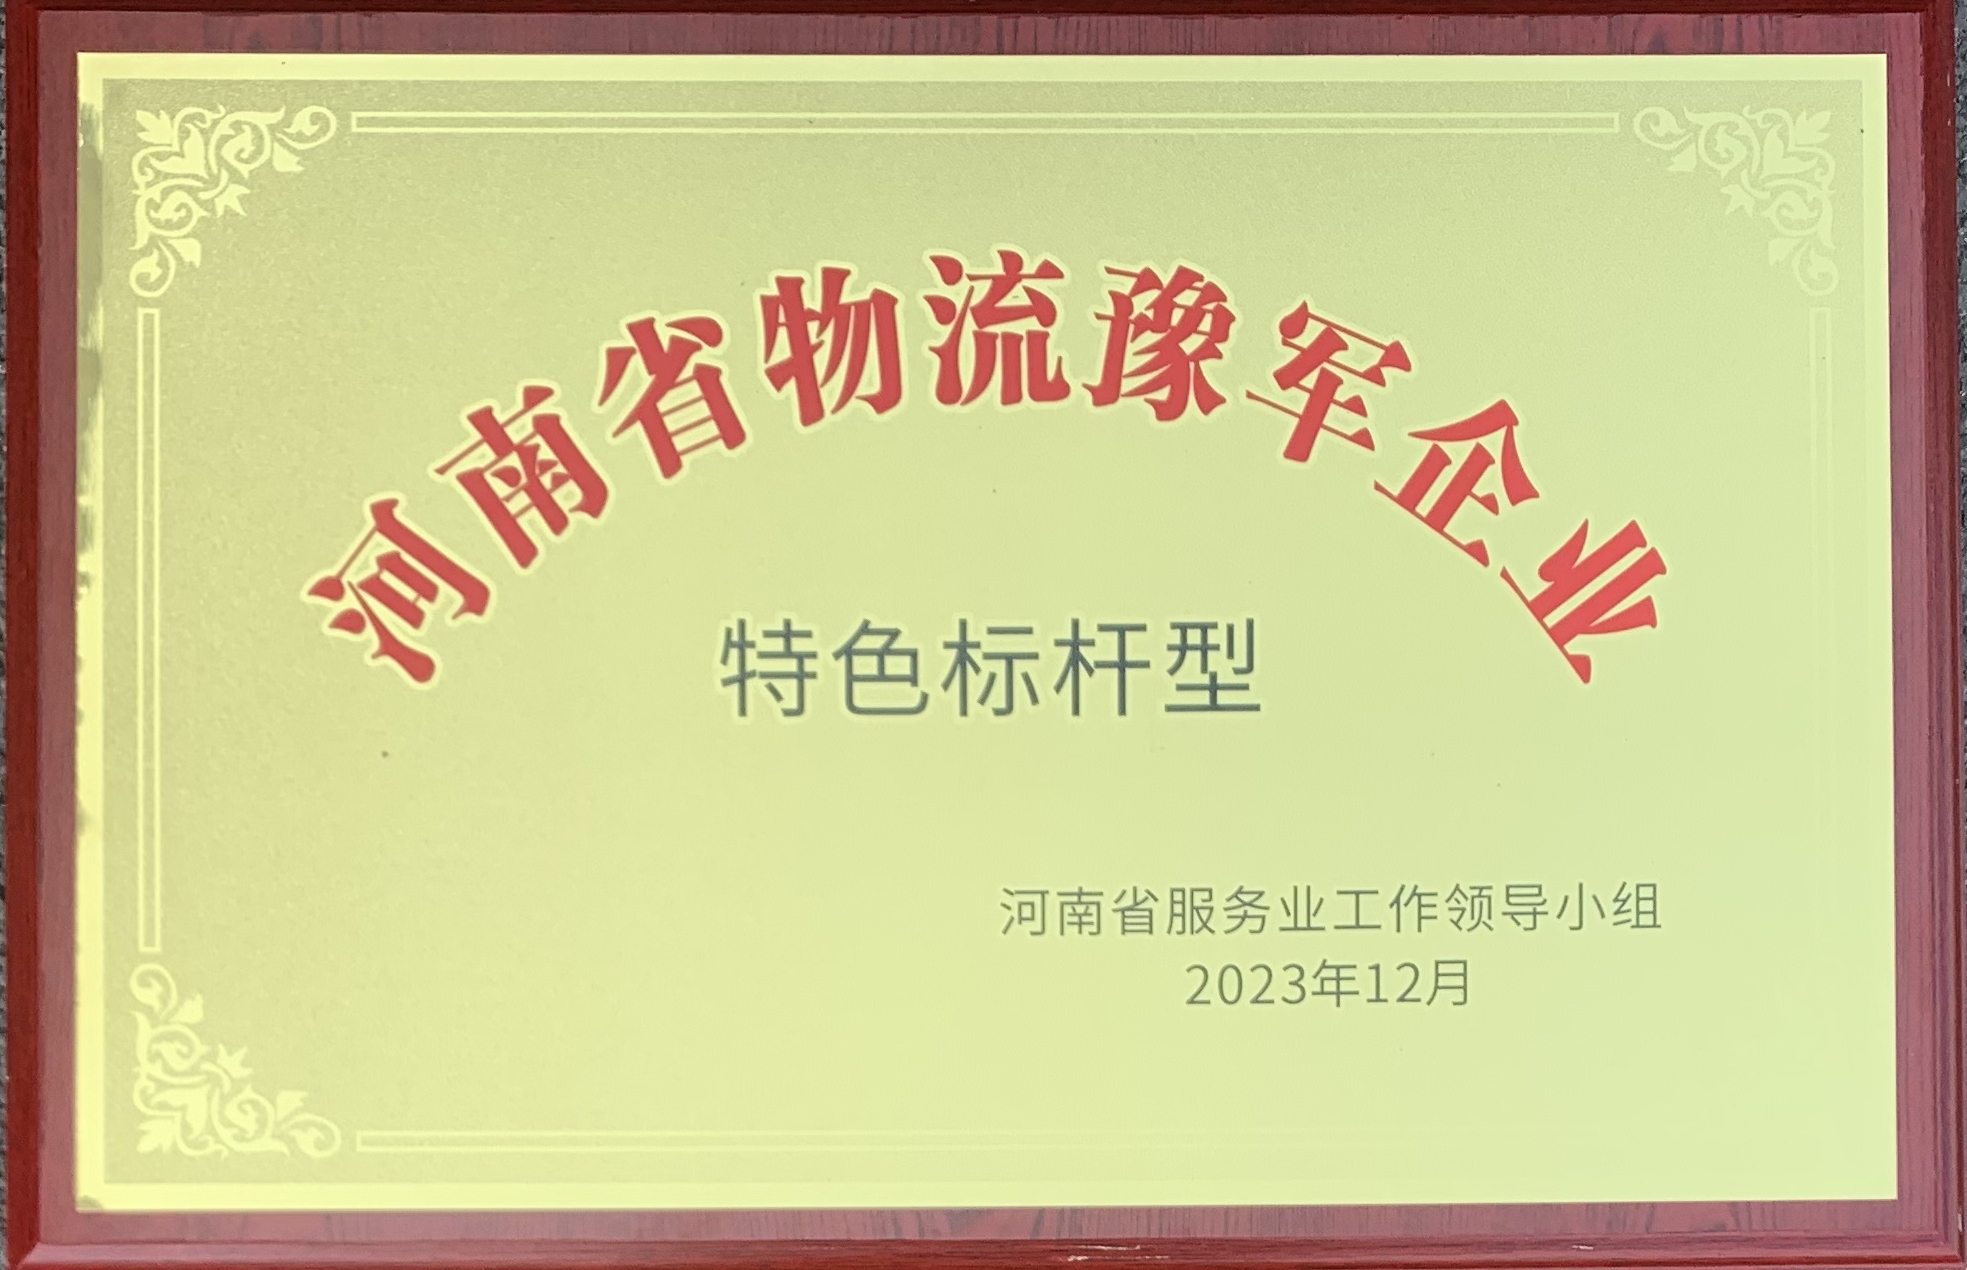 河南省物流豫军企业
特色标杆型
河南省服务业工作领导小组
2023年12月